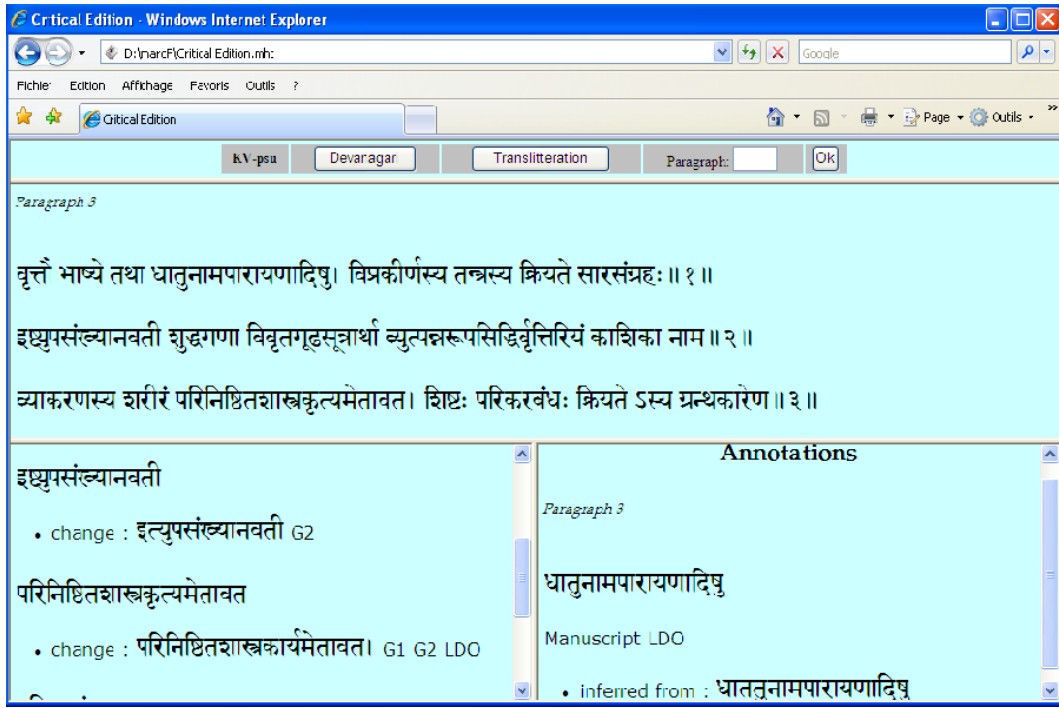 Critical Edition - Windows Internet Explorer
D:\marcF\Critical Edition.mht
Google
Fichier Edition Affichage Favoris Outils ?
Critical Edition
Page Outils »
KV-psu Devanagari Translitteration Paragraph: Ok
Paragraph 3
वृत्तौ भाष्ये तथा धातुनामपारायणादिषु। विप्रकीर्णस्य तन्त्रस्य क्रियते सारसंग्रहः॥१॥
इष्ट्युपसंख्यानवती शुद्धगणा विवृतगूढसूत्रार्था व्युत्पन्नरूपसिद्धिर्वृत्तिरियं काशिका नाम॥२॥
व्याकरणस्य शरीरं परिनिष्ठितशास्त्रकृत्यमेतावत। शिष्टः परिकरबंधः क्रियते ऽस्य ग्रन्थकारेण॥३॥
इष्ट्युपसंख्यानवती
• change : इत्युपसंख्यानवती G2
परिनिष्ठितशास्त्रकृत्यमेतावत
• change : परिनिष्ठितशास्त्रकार्यमेतावत। G1 G2 LDO
Annotations
Paragraph 3
धातुनामपारायणादिषु
Manuscript LDO
• inferred from : धाततुनामपारायणादिषु